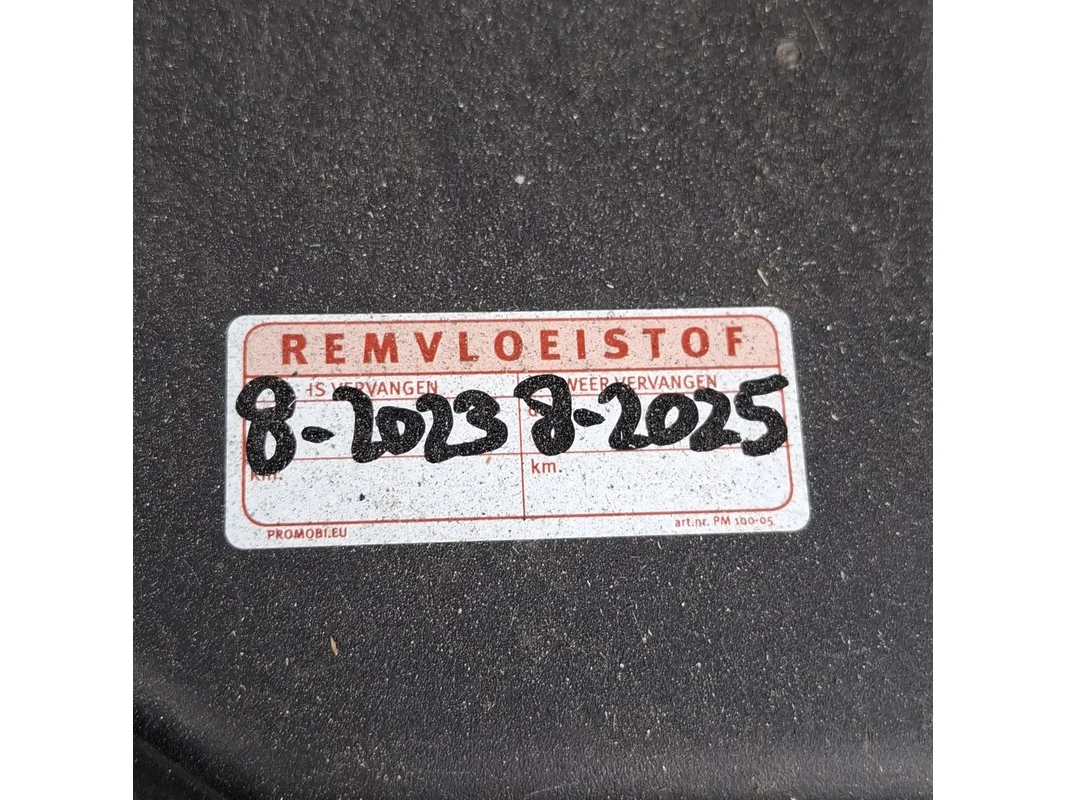 REMVLOEISTOF
IS VERVANGEN WEER VERVANGEN
8-2023 8-2025
km. km.
PROMOBI.EU art.nr. PM 100-05